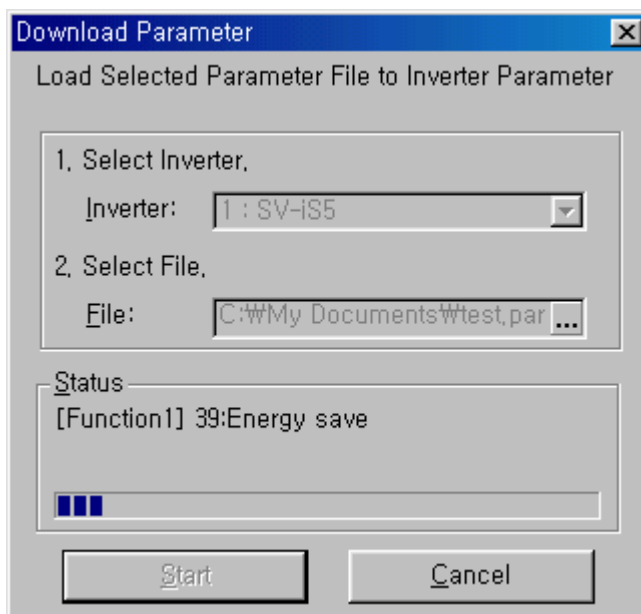 Download Parameter
Load Selected Parameter File to Inverter Parameter
1, Select Inverter,
Inverter: 1 : SV-iS5
2, Select File,
File: C:₩My Documents₩test,par ...
Status
[Function1] 39:Energy save
Start Cancel